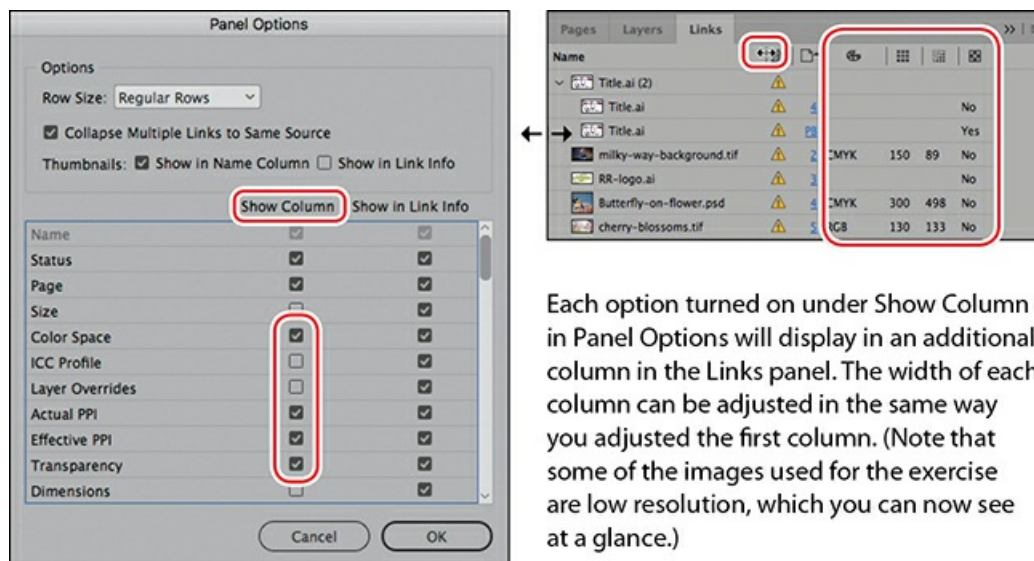 Panel Options
Options
Row Size: Regular Rows
Collapse Multiple Links to Same Source
Thumbnails: Show in Name Column Show in Link Info
Show Column Show in Link Info
Name
Status
Page
Size
Color Space
ICC Profile
Layer Overrides
Actual PPI
Effective PPI
Transparency
Dimensions
Cancel OK
Pages Layers Links
Name
Title.ai (2)
Title.ai 4 No
Title.ai PB Yes
milky-way-background.tif 2 CMYK 150 89 No
RR-logo.ai 3 No
Butterfly-on-flower.psd 4 CMYK 300 498 No
cherry-blossoms.tif 5 RGB 130 133 No
Each option turned on under Show Column
in Panel Options will display in an additional
column in the Links panel. The width of each
column can be adjusted in the same way
you adjusted the first column. (Note that
some of the images used for the exercise
are low resolution, which you can now see
at a glance.)